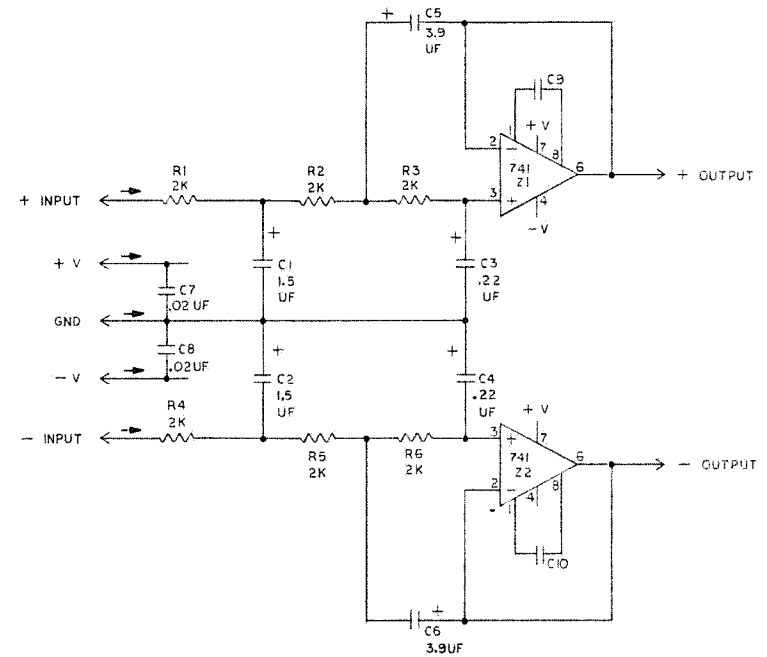 + C5
3.9
UF
C9
+ V
1
7
8
2
−
741
6
Z1
3
+
4
− V
+ OUTPUT
R1
2K
R2
2K
R3
2K
+ INPUT
+
C1
1.5
UF
+
C3
.22
UF
+ V
C7
.02 UF
GND
C8
.02UF
− V
+
C2
1.5
UF
+
C4
.22
UF
R4
2K
− INPUT
R5
2K
R6
2K
+ V
3
+
7
741
6
Z2
2
−
4
8
1
− OUTPUT
C10
+
C6
3.9UF